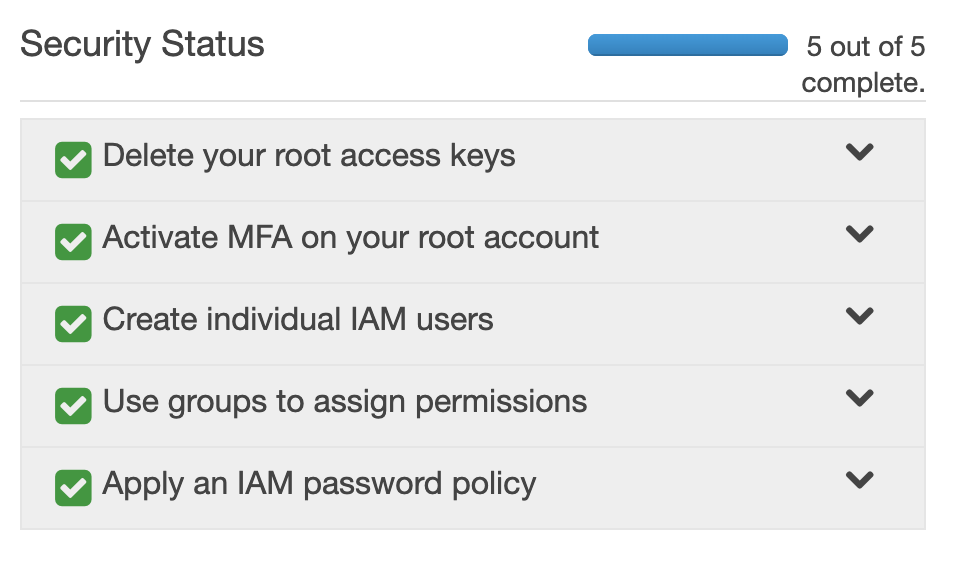 Security Status
5 out of 5
complete.
Delete your root access keys
Activate MFA on your root account
Create individual IAM users
Use groups to assign permissions
Apply an IAM password policy